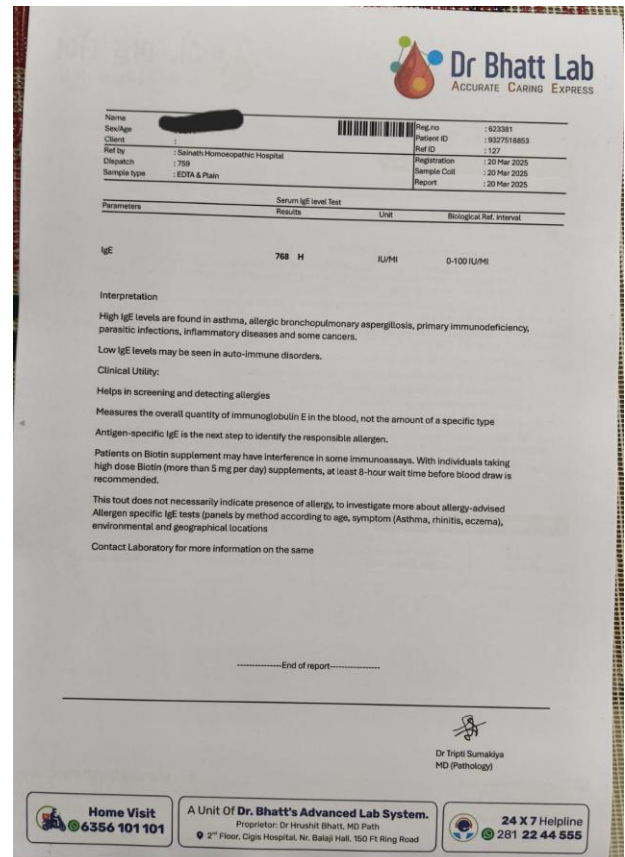 Dr Bhatt Lab
ACCURATE CARING EXPRESS
Name
Sex/Age
Client :
Ref by : Sainath Homoeopathic Hospital
Dispatch : 759
Sample type : EDTA & Plain
Reg.no : 623381
Patient ID : 9327518853
Ref ID : 127
Registration : 20 Mar 2025
Sample Coll : 20 Mar 2025
Report : 20 Mar 2025
Serum IgE level Test
Parameters Results Unit Biological Ref. Interval
IgE 768 H IU/Ml 0-100 IU/Ml
Interpretation
High IgE levels are found in asthma, allergic bronchopulmonary aspergillosis, primary immunodeficiency,
parasitic infections, inflammatory diseases and some cancers.
Low IgE levels may be seen in auto-immune disorders.
Clinical Utility:
Helps in screening and detecting allergies
Measures the overall quantity of immunoglobulin E in the blood, not the amount of a specific type
Antigen-specific IgE is the next step to identify the responsible allergen.
Patients on Biotin supplement may have interference in some immunoassays. With individuals taking
high dose Biotin (more than 5 mg per day) supplements, at least 8-hour wait time before blood draw is
recommended.
This tout does not necessarily indicate presence of allergy, to investigate more about allergy-advised
Allergen specific IgE tests (panels by method according to age, symptom (Asthma, rhinitis, eczema),
environmental and geographical locations
Contact Laboratory for more information on the same
---------------End of report-----------------
Dr Tripti Sumakiya
MD (Pathology)
Home Visit
6356 101 101
A Unit Of Dr. Bhatt's Advanced Lab System.
Proprietor: Dr Hrushit Bhatt, MD Path
2nd Floor, Cigis Hospital, Nr. Balaji Hall, 150 Ft Ring Road
24 X 7 Helpline
281 22 44 555